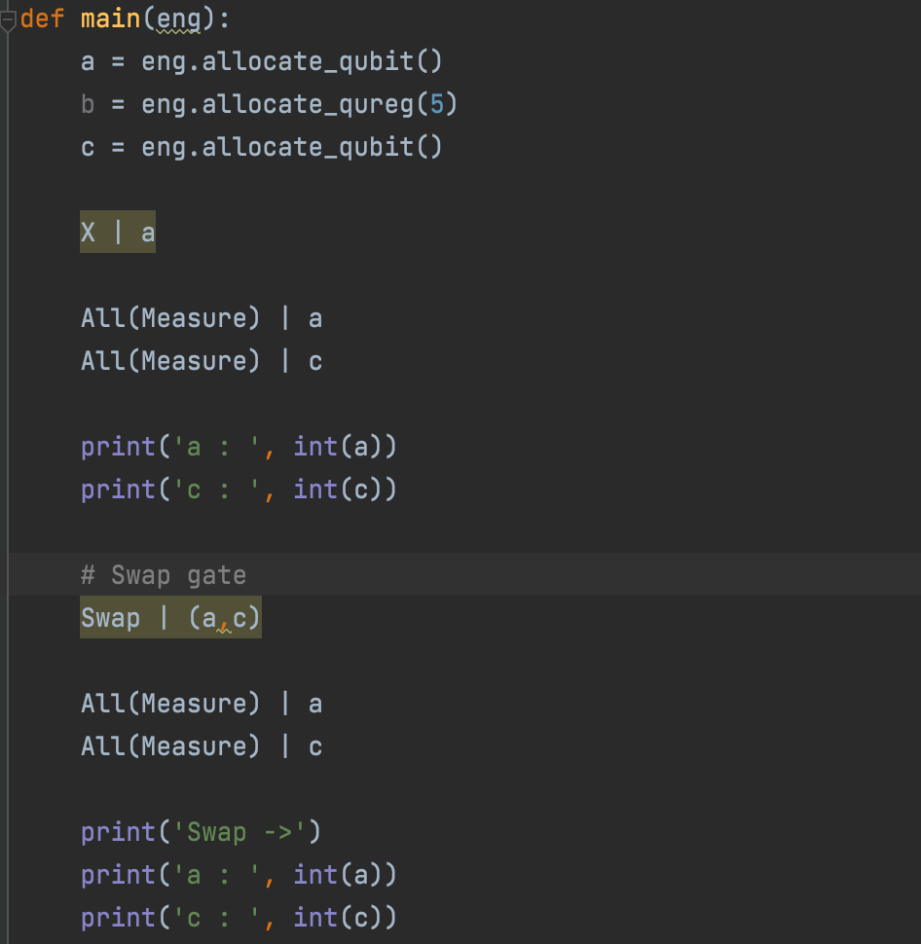 def main(eng):
    a = eng.allocate_qubit()
    b = eng.allocate_qureg(5)
    c = eng.allocate_qubit()

    X | a

    All(Measure) | a
    All(Measure) | c

    print('a : ', int(a))
    print('c : ', int(c))

    # Swap gate
    Swap | (a,c)

    All(Measure) | a
    All(Measure) | c

    print('Swap ->')
    print('a : ', int(a))
    print('c : ', int(c))